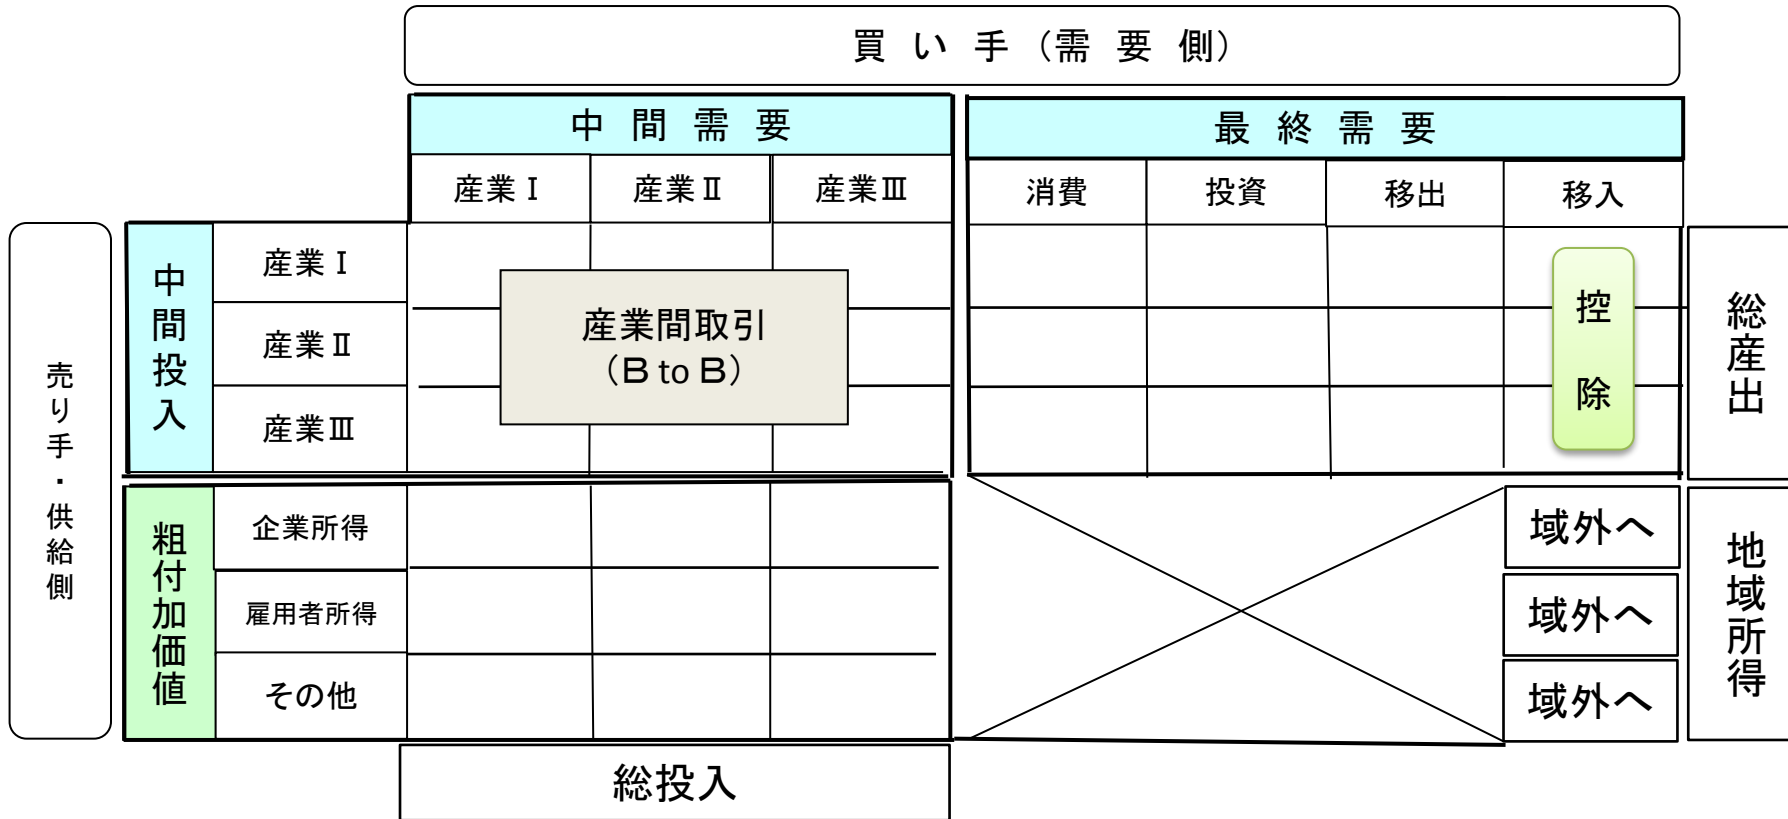 買い手（需要側）
中間需要
最終需要
産業Ⅰ
産業Ⅱ
産業Ⅲ
消費
投資
移出
移入
売り手・供給側
中間投入
産業Ⅰ
産業Ⅱ
産業Ⅲ
産業間取引
（B to B）
控除
総産出
粗付加価値
企業所得
雇用者所得
その他
域外へ
域外へ
域外へ
地域所得
総投入